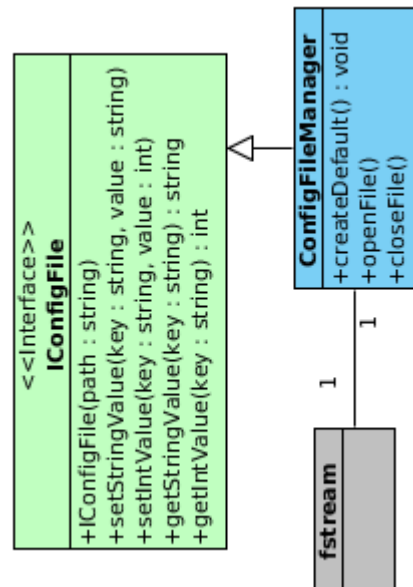 <<Interface>>
IConfigFile
+IConfigFile(path : string)
+setStringValue(key : string, value : string)
+setIntValue(key : string, value : int)
+getStringValue(key : string) : string
+getIntValue(key : string) : int
ConfigFileManager
+createDefault() : void
+openFile()
+closeFile()
1
1
fstream